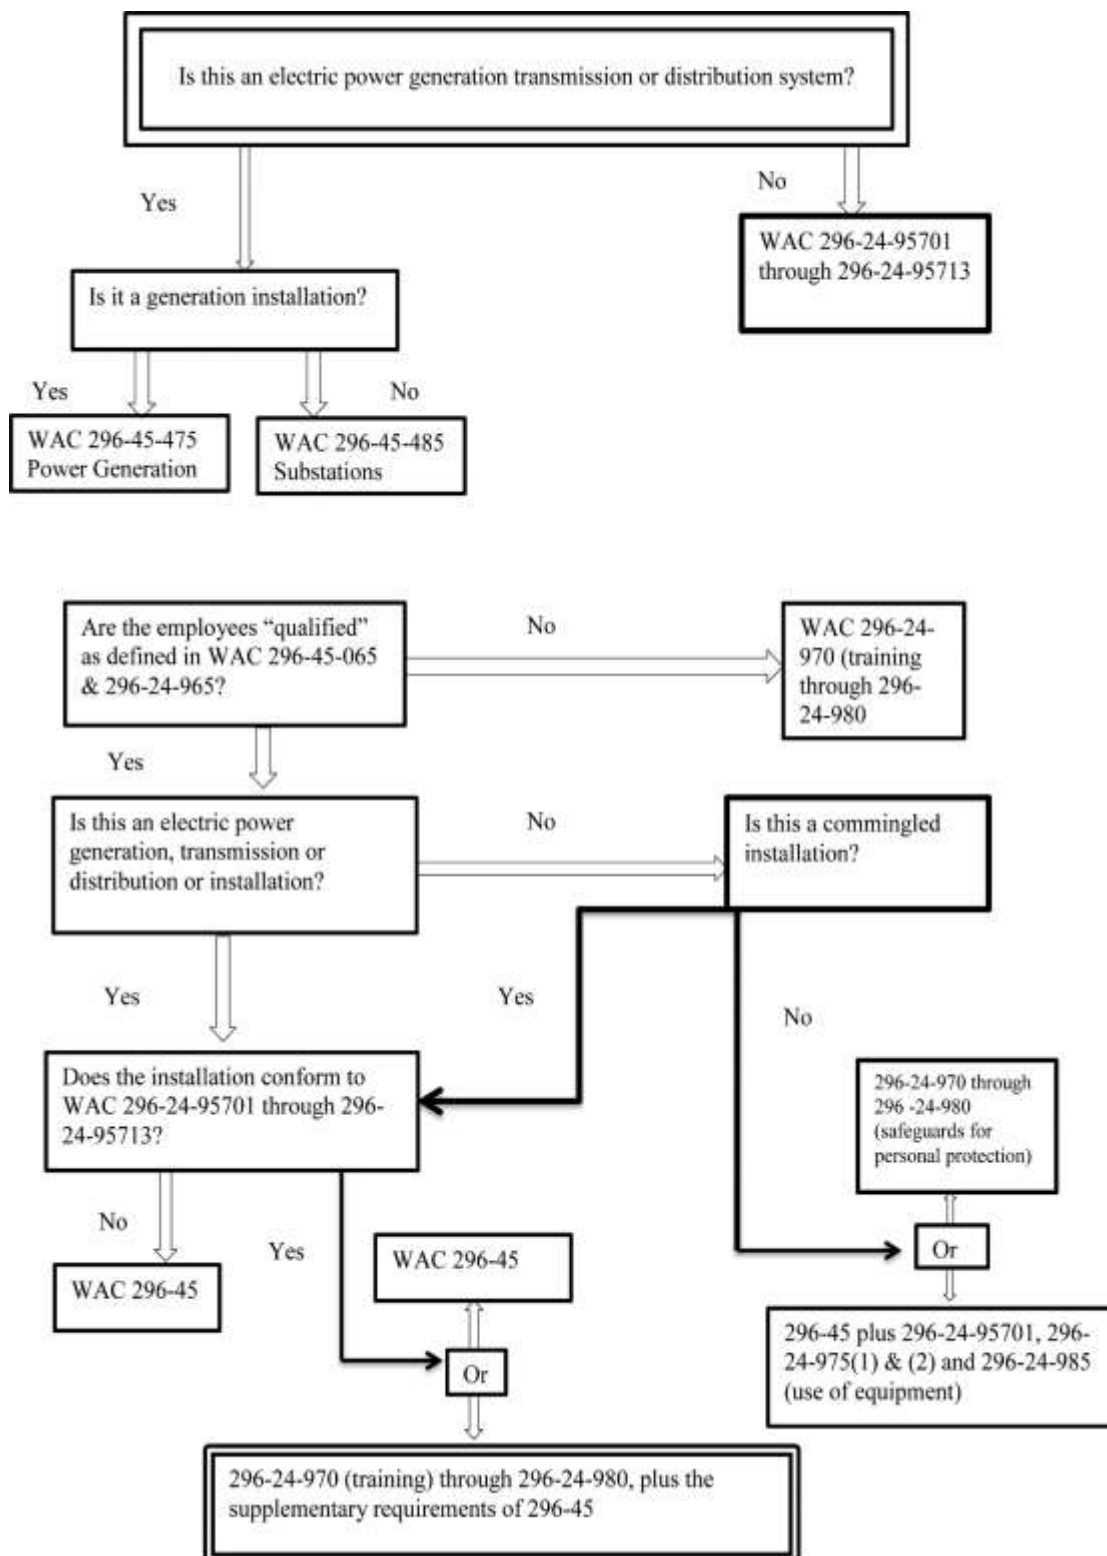 Is this an electric power generation transmission or distribution system?
Yes
No
WAC 296-24-95701
through 296-24-95713
Is it a generation installation?
Yes
No
WAC 296-45-475
Power Generation
WAC 296-45-485
Substations
Are the employees “qualified”
as defined in WAC 296-45-065
& 296-24-965?
No
WAC 296-24-
970 (training
through 296-
24-980
Yes
Is this an electric power
generation, transmission or
distribution or installation?
No
Is this a commingled
installation?
Yes
Yes
No
Does the installation conform to
WAC 296-24-95701 through 296-
24-95713?
296-24-970 through
296 -24-980
(safeguards for
personal protection)
No
Yes
WAC 296-45
WAC 296-45
Or
Or
296-45 plus 296-24-95701, 296-
24-975(1) & (2) and 296-24-985
(use of equipment)
296-24-970 (training) through 296-24-980, plus the
supplementary requirements of 296-45